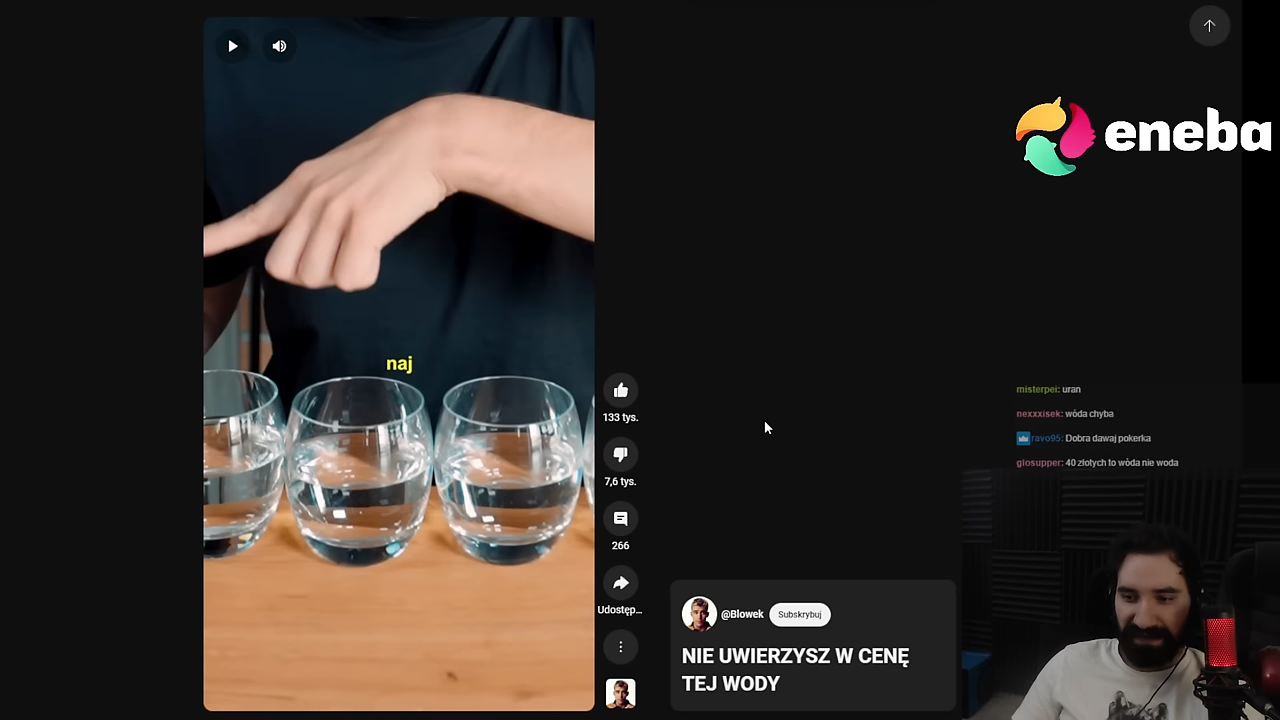 eneba
naj
133 tys.
7,6 tys.
266
Udostęp...
@Blowek
Subskrybuj
NIE UWIERZYSZ W CENĘ
TEJ WODY
misterpei: uran
nexxxisek: wóda chyba
ravo95: Dobra dawaj pokerka
giosupper: 40 złotych to wóda nie woda